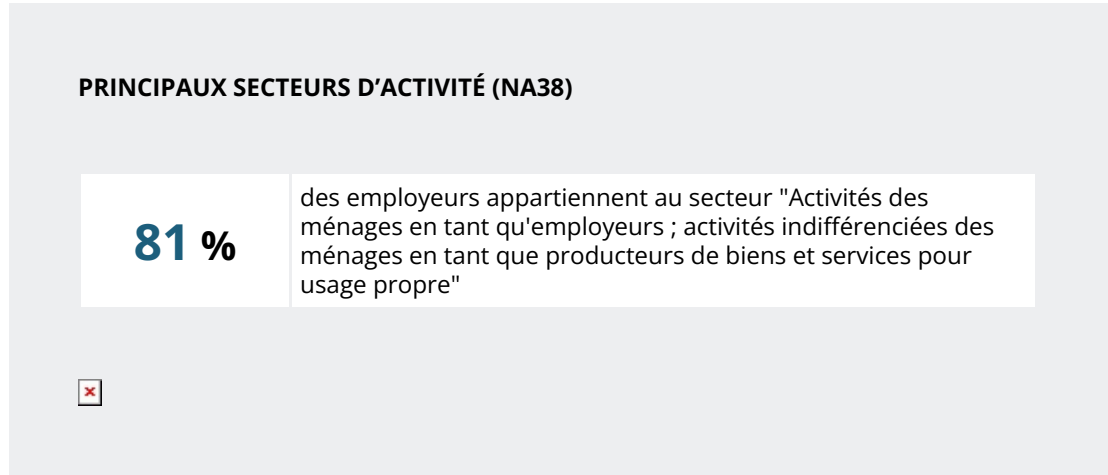 PRINCIPAUX SECTEURS D’ACTIVITÉ (NA38)
81 %
des employeurs appartiennent au secteur "Activités des
ménages en tant qu'employeurs ; activités indifférenciées des
ménages en tant que producteurs de biens et services pour
usage propre"